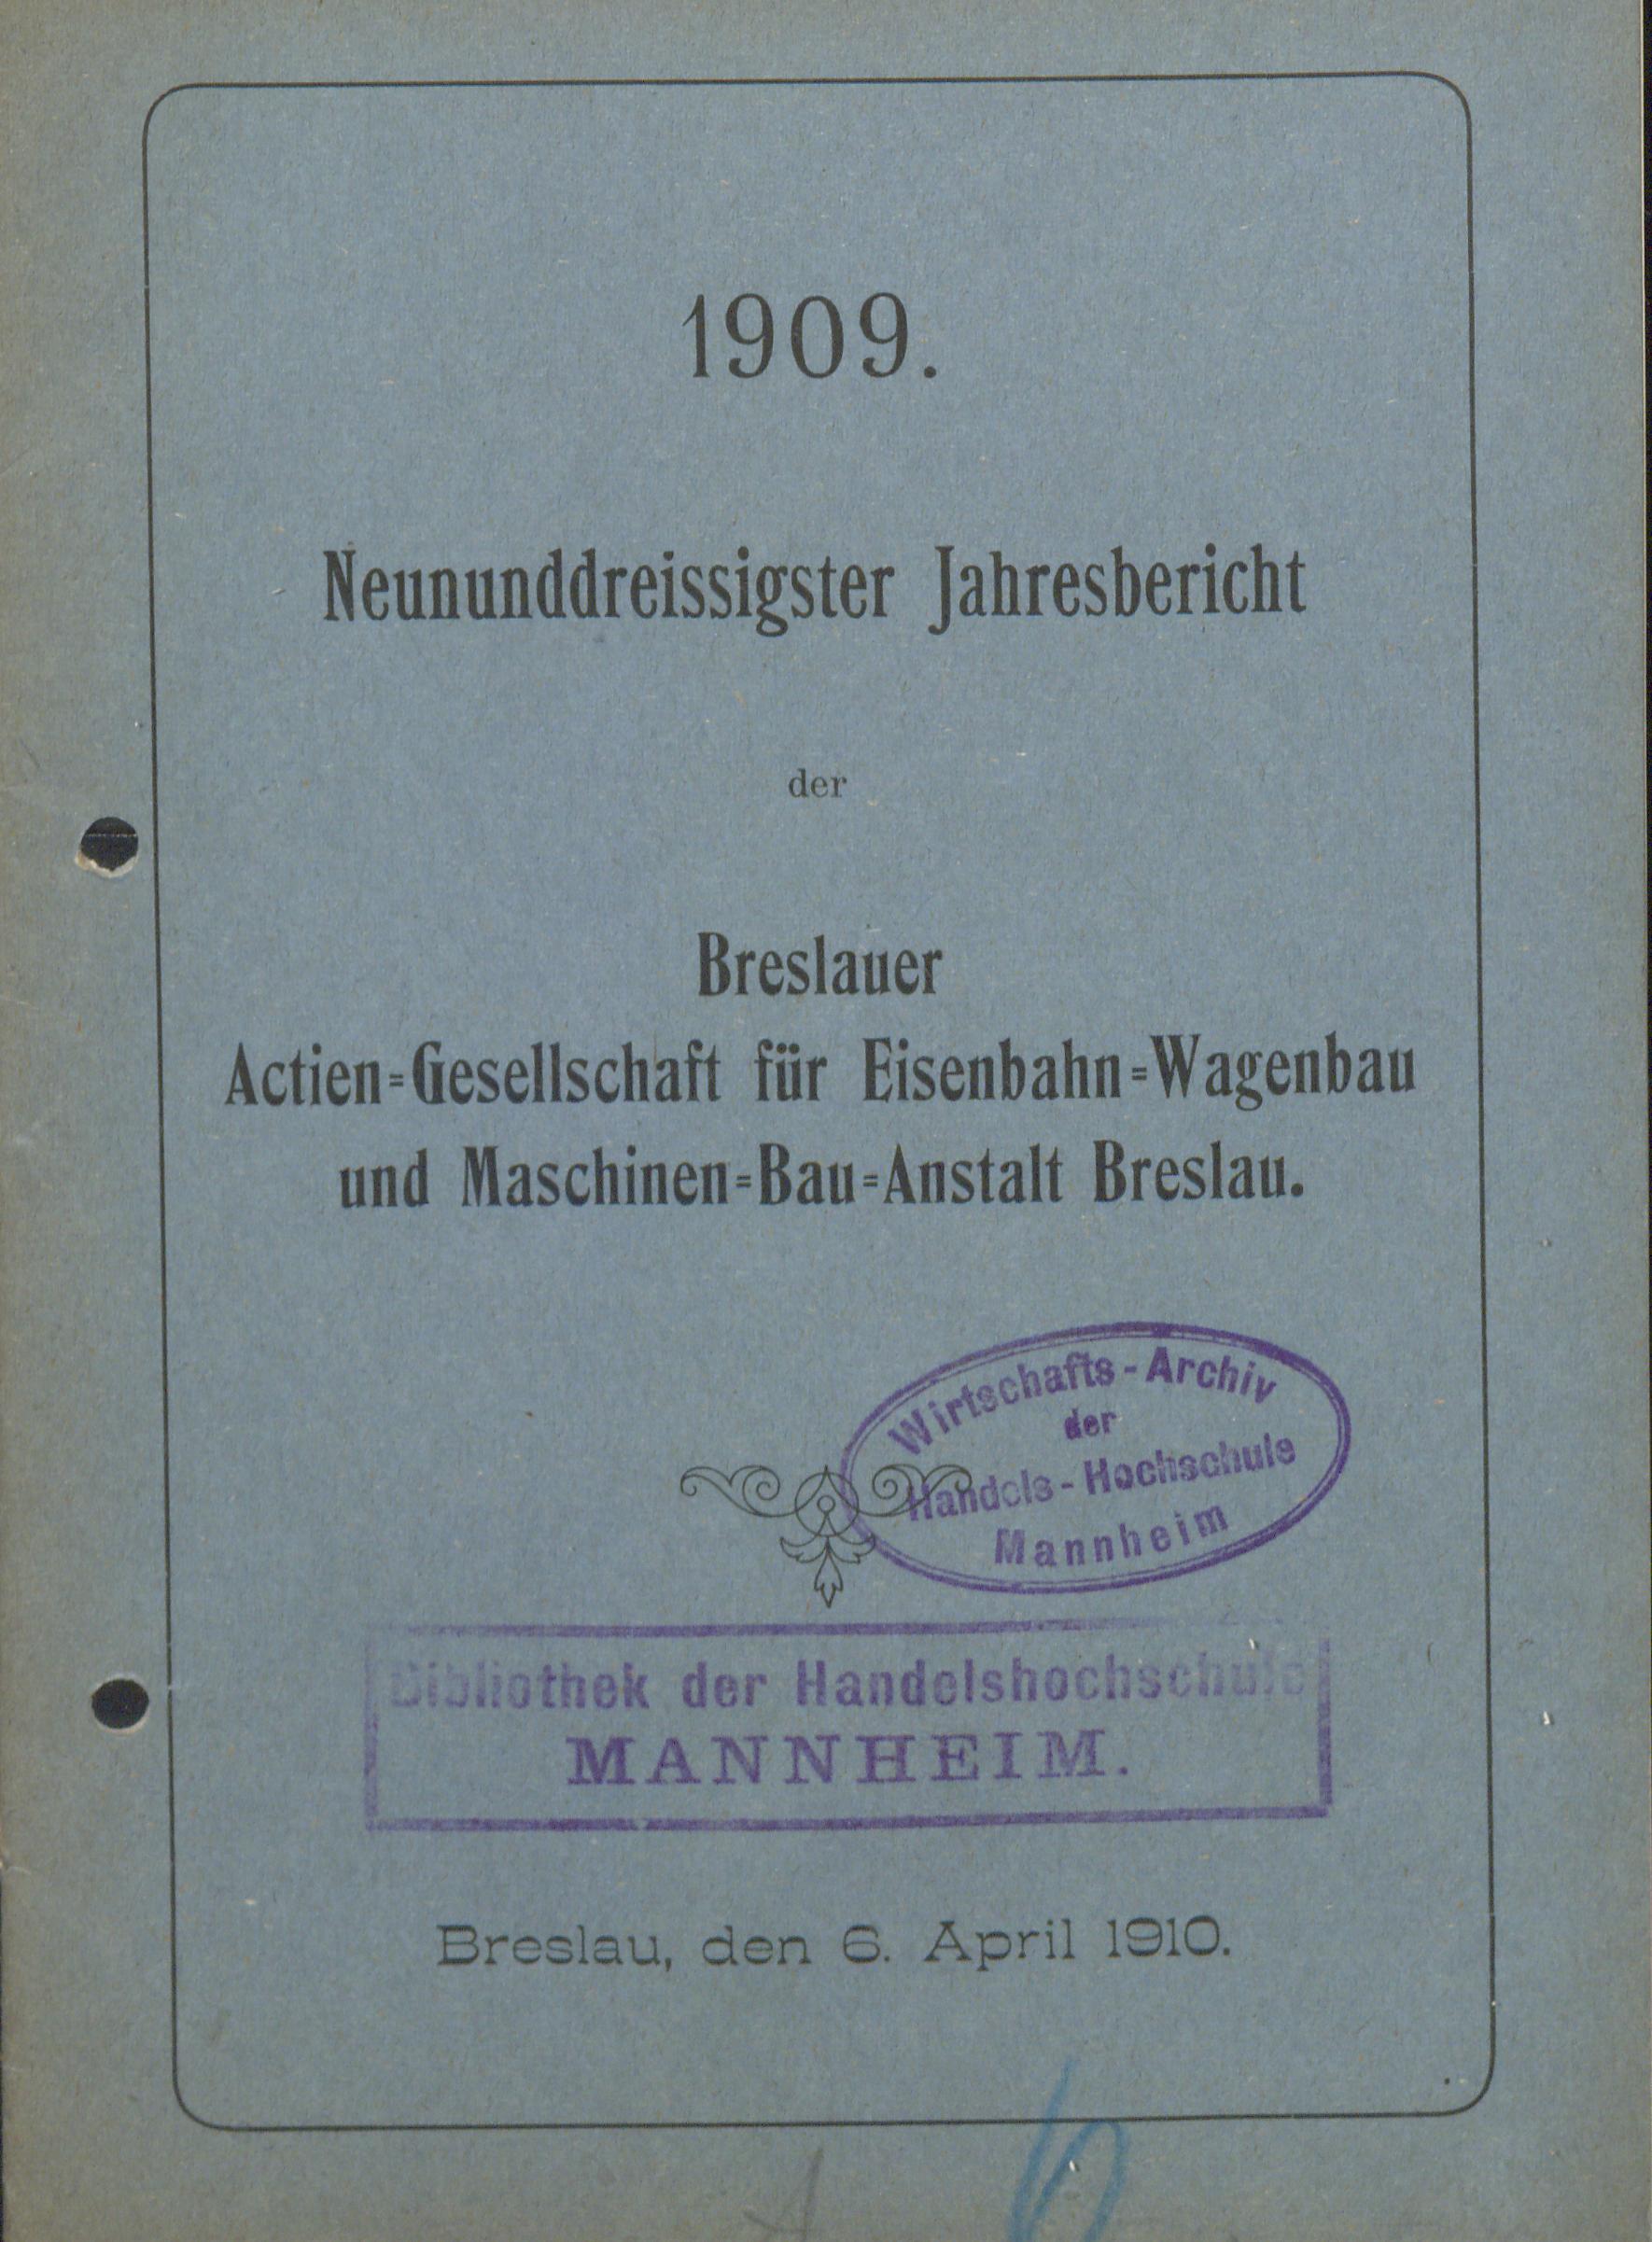 1909.
Neununddreissigster Jahresbericht
der
Breslauer
Actien=Gesellschaft für Eisenbahn=Wagenbau
und Maschinen=Bau=Anstalt Breslau.
Wirtschafts-Archiv
der
Handels-Hochschule
Mannheim
Bibliothek der Handelshochschule
MANNHEIM.
Breslau, den 6. April 1910.